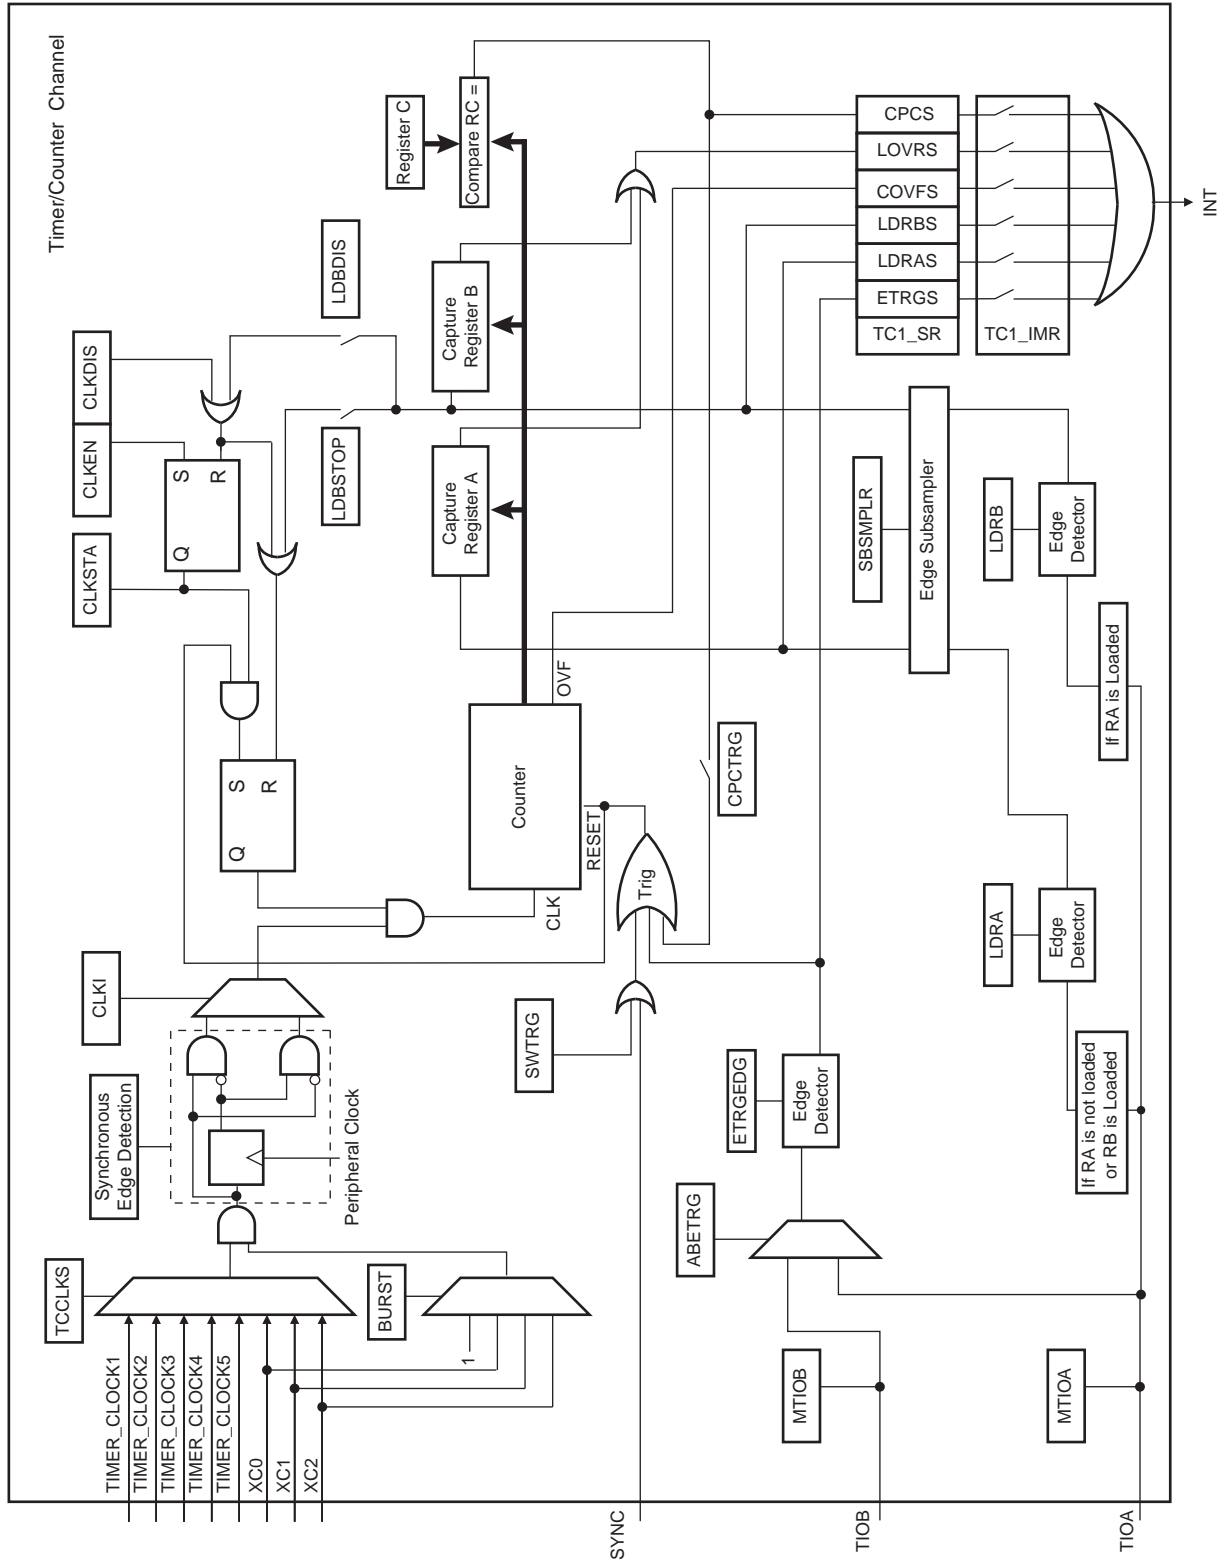 Timer/Counter Channel
TCCLKS
TIMER_CLOCK1
TIMER_CLOCK2
TIMER_CLOCK3
TIMER_CLOCK4
TIMER_CLOCK5
XC0
XC1
XC2
Synchronous
Edge Detection
CLKI
Peripheral Clock
BURST
1
CLKSTA
CLKEN
CLKDIS
Q
S
R
Q
S
R
LDBSTOP
LDBDIS
Register C
Capture
Register A
Capture
Register B
Compare RC =
Counter
CLK
OVF
RESET
SWTRG
Trig
CPCTRG
SYNC
ABETRG
ETRGEDG
Edge
Detector
MTIOB
TIOB
SBSMPLR
Edge Subsampler
LDRA
Edge
Detector
LDRB
Edge
Detector
If RA is not loaded
or RB is Loaded
If RA is Loaded
MTIOA
TIOA
CPCS
LOVRS
COVFS
LDRBS
LDRAS
ETRGS
TC1_SR
TC1_IMR
INT